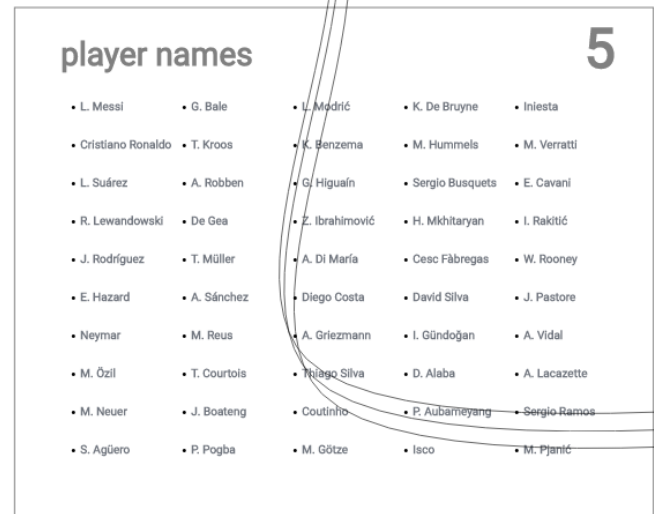 player names 5
L. Messi
Cristiano Ronaldo
L. Suárez
R. Lewandowski
J. Rodríguez
E. Hazard
Neymar
M. Özil
M. Neuer
S. Agüero
G. Bale
T. Kroos
A. Robben
De Gea
T. Müller
A. Sánchez
M. Reus
T. Courtois
J. Boateng
P. Pogba
L. Modrić
K. Benzema
G. Higuaín
Z. Ibrahimović
A. Di María
Diego Costa
A. Griezmann
Thiago Silva
Coutinho
M. Götze
K. De Bruyne
M. Hummels
Sergio Busquets
H. Mkhitaryan
Cesc Fàbregas
David Silva
I. Gündoğan
D. Alaba
P. Aubameyang
Isco
Iniesta
M. Verratti
E. Cavani
I. Rakitić
W. Rooney
J. Pastore
A. Vidal
A. Lacazette
Sergio Ramos
M. Pjanić